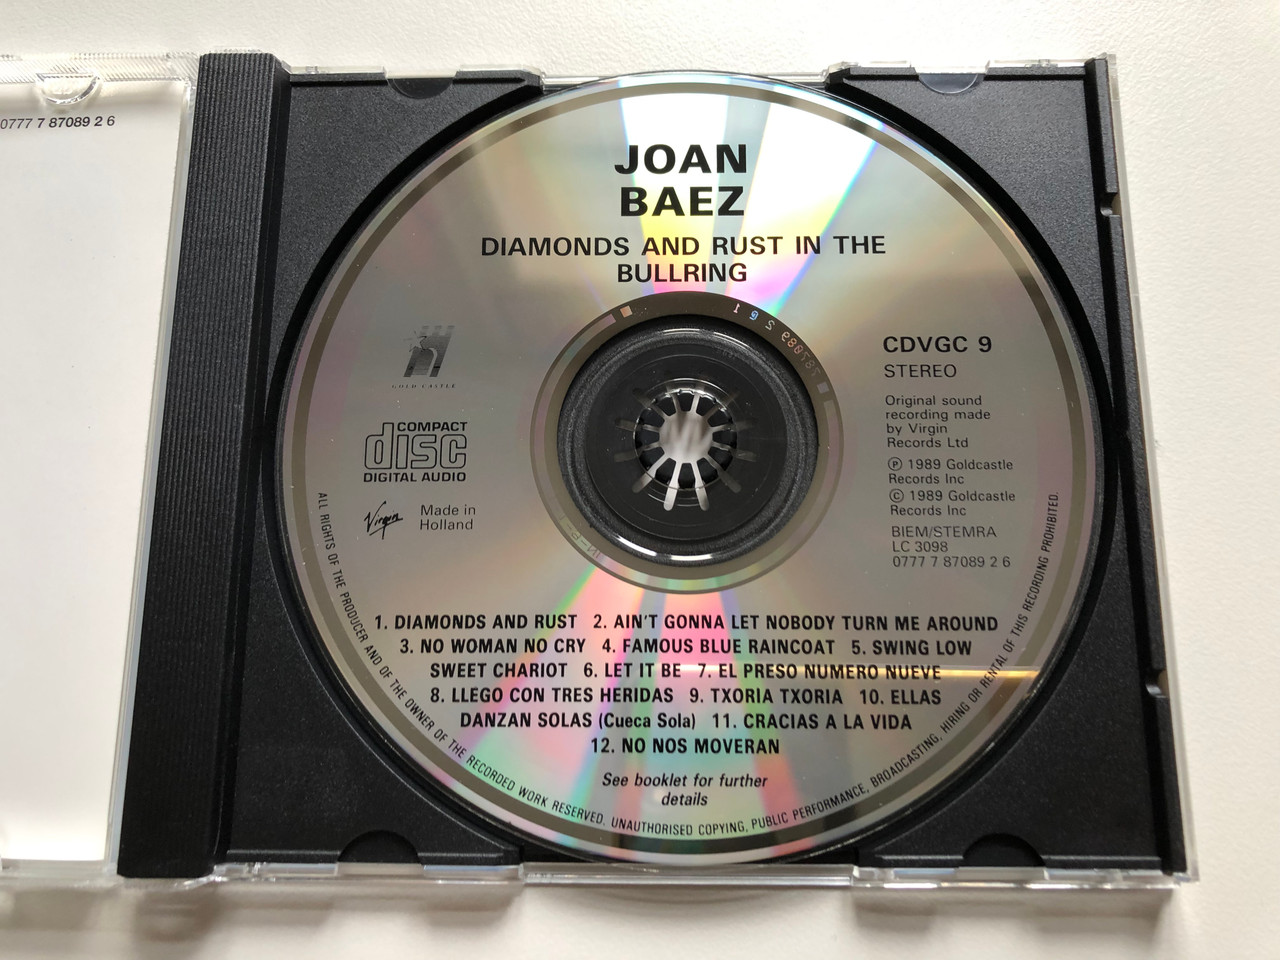 0777 7 87089 2 6
JOAN
BAEZ
DIAMONDS AND RUST IN THE
BULLRING
GOLD CASTLE
COMPACT
disc
DIGITAL AUDIO
Virgin
Made in
Holland
CDVGC 9
STEREO
Original sound
recording made
by Virgin
Records Ltd
℗ 1989 Goldcastle
Records Inc
© 1989 Goldcastle
Records Inc
BIEM/STEMRA
LC 3098
0777 7 87089 2 6
1. DIAMONDS AND RUST 2. AIN'T GONNA LET NOBODY TURN ME AROUND
3. NO WOMAN NO CRY 4. FAMOUS BLUE RAINCOAT 5. SWING LOW
SWEET CHARIOT 6. LET IT BE 7. EL PRESO NUMERO NUEVE
8. LLEGO CON TRES HERIDAS 9. TXORIA TXORIA 10. ELLAS
DANZAN SOLAS (Cueca Sola) 11. CRACIAS A LA VIDA
12. NO NOS MOVERAN
See booklet for further
details
ALL RIGHTS OF THE PRODUCER AND OF THE OWNER OF THE RECORDED WORK RESERVED. UNAUTHORISED COPYING, PUBLIC PERFORMANCE, BROADCASTING, HIRING OR RENTAL OF THIS RECORDING PROHIBITED.